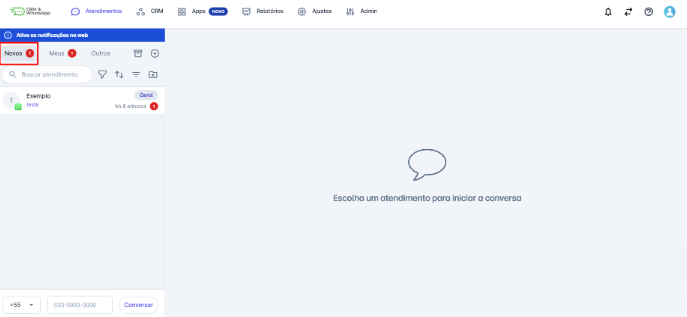 CRM &
WhatsApp
Atendimentos
CRM
Apps novo
Relatórios
Ajustes
Admin
Ative as notificações na web
Novos 1
Meus 1
Outros
Buscar atendimento
1
Exemplo
Geral
teste
há 6 minutos 1
Escolha um atendimento para iniciar a conversa
+55
(00) 0000-0000
Conversar